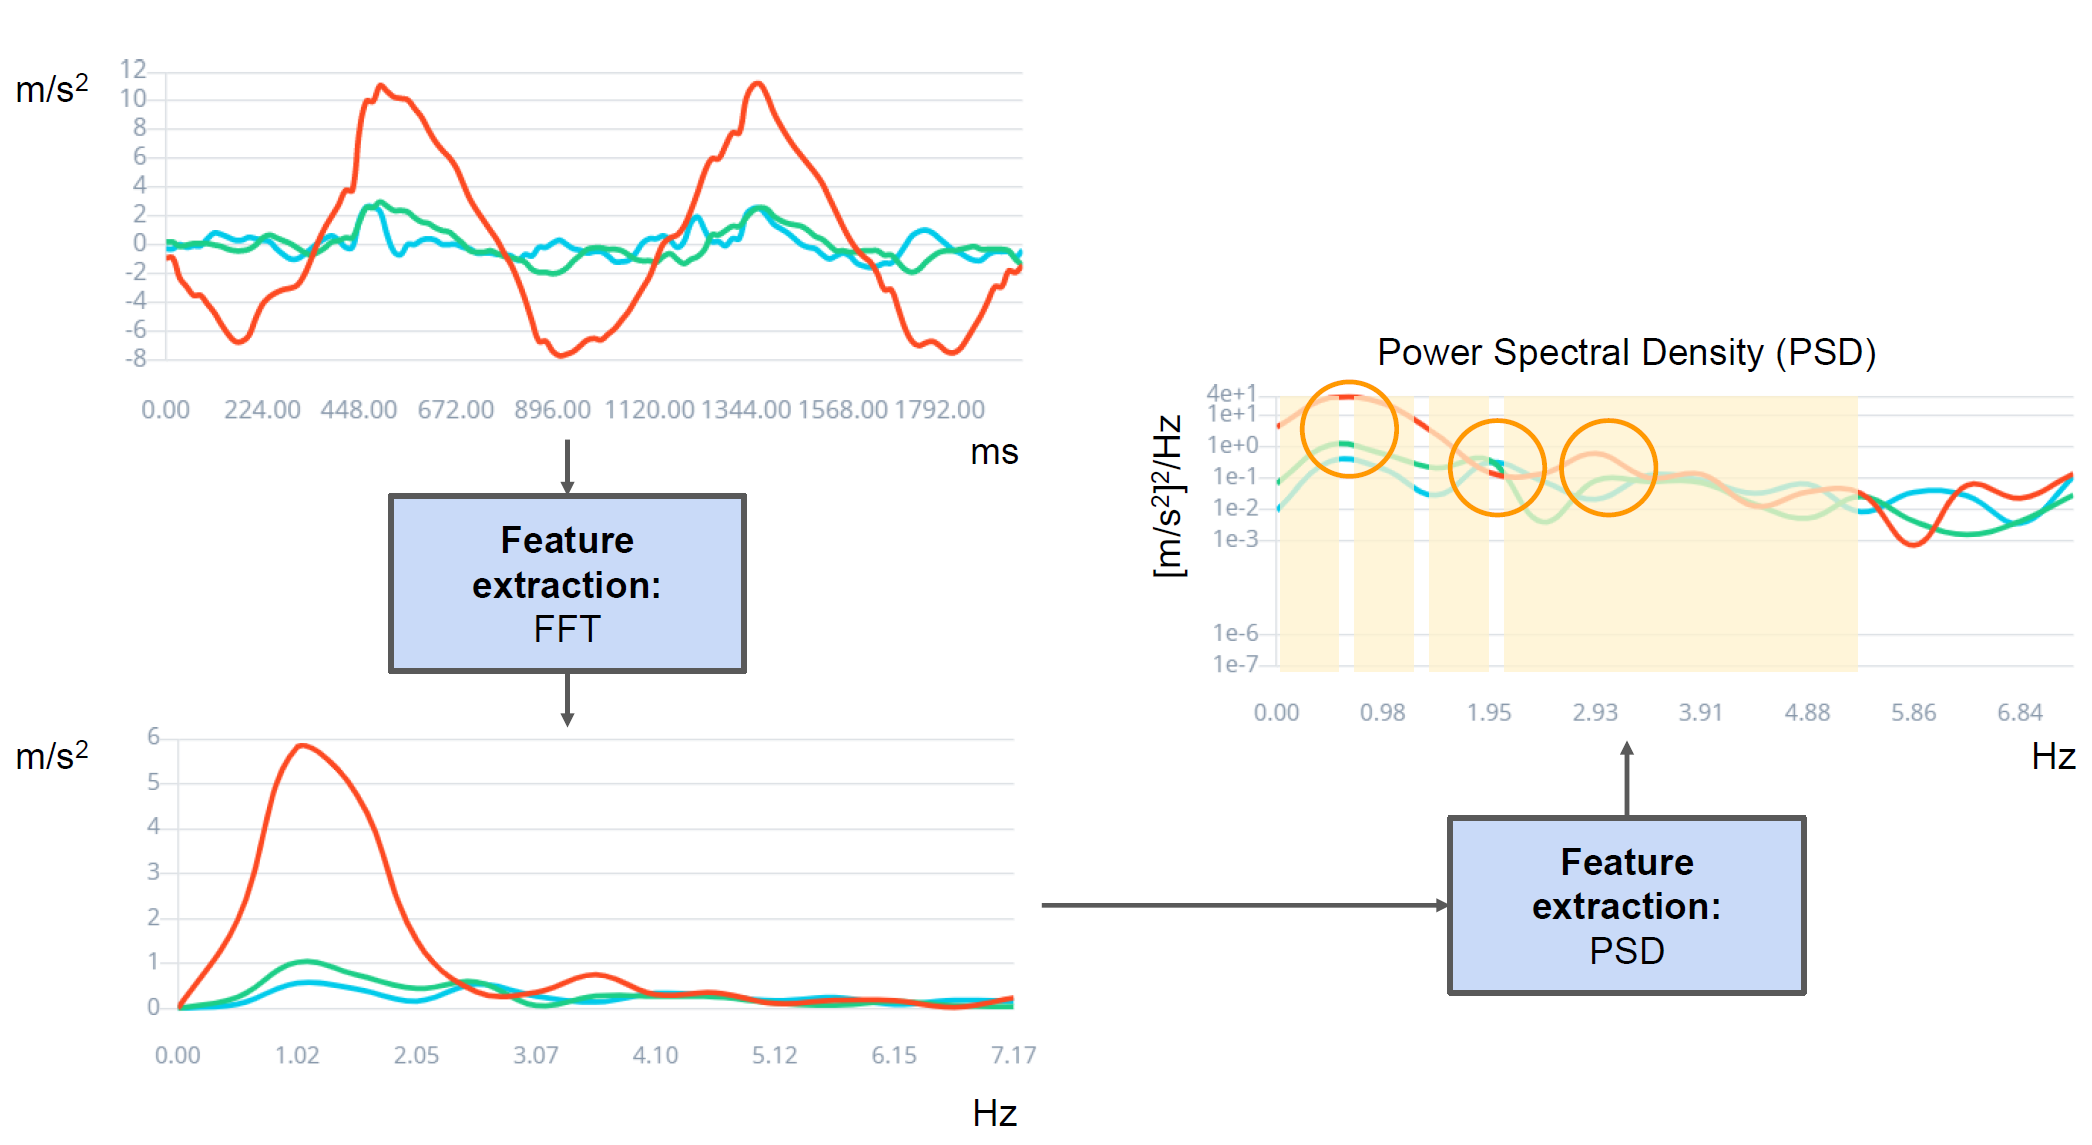 m/s2
12
10
8
6
4
2
0
-2
-4
-6
-8
0.00 224.00 448.00 672.00 896.00 1120.00 1344.00 1568.00 1792.00
ms
Feature
extraction:
FFT
m/s2
6
5
4
3
2
1
0
0.00 1.02 2.05 3.07 4.10 5.12 6.15 7.17
Hz
Power Spectral Density (PSD)
[m/s2]2/Hz
4e+1
1e+1
1e+0
1e-1
1e-2
1e-3
1e-6
1e-7
0.00 0.98 1.95 2.93 3.91 4.88 5.86 6.84
Hz
Feature
extraction:
PSD